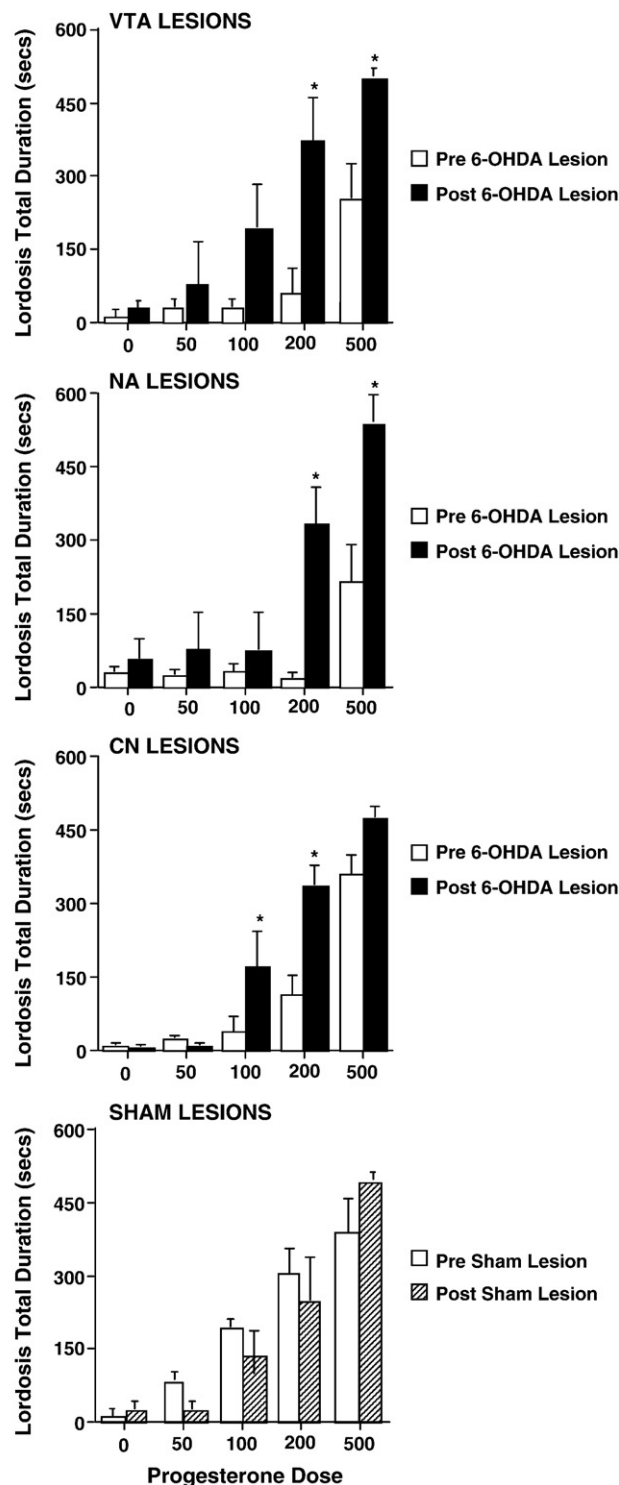 VTA LESIONS
Lordosis Total Duration (secs)
600
450
300
150
0
*
*
0 50 100 200 500
Pre 6-OHDA Lesion
Post 6-OHDA Lesion
NA LESIONS
Lordosis Total Duration (secs)
600
450
300
150
0
*
*
0 50 100 200 500
Pre 6-OHDA Lesion
Post 6-OHDA Lesion
CN LESIONS
Lordosis Total Duration (secs)
600
450
300
150
0
*
*
0 50 100 200 500
Pre 6-OHDA Lesion
Post 6-OHDA Lesion
SHAM LESIONS
Lordosis Total Duration (secs)
600
450
300
150
0
0 50 100 200 500
Pre Sham Lesion
Post Sham Lesion
Progesterone Dose